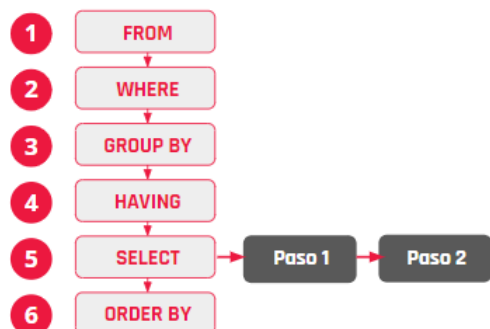 1 FROM
2 WHERE
3 GROUP BY
4 HAVING
5 SELECT Paso 1 Paso 2
6 ORDER BY